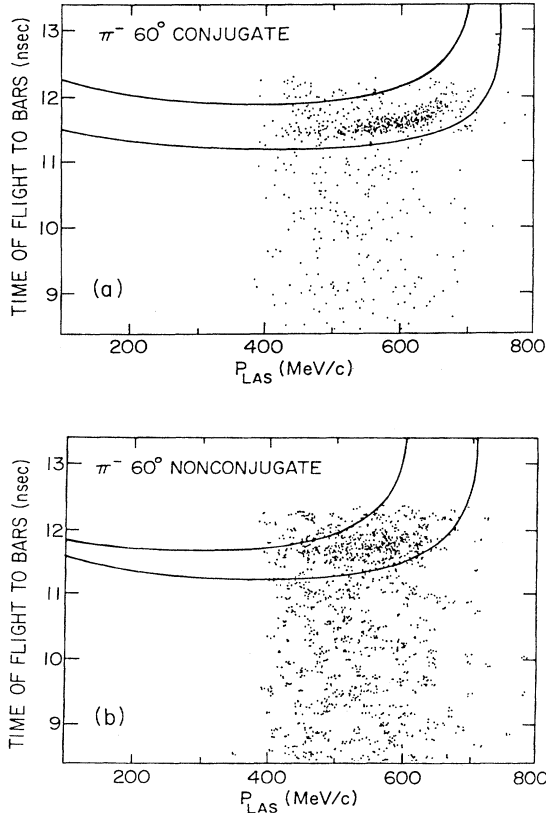 π⁻ 60° CONJUGATE
TIME OF FLIGHT TO BARS (nsec)
13
12
11
10
9
(a)
200 400 600 800
P_LAS (MeV/c)
π⁻ 60° NONCONJUGATE
TIME OF FLIGHT TO BARS (nsec)
13
12
11
10
9
(b)
200 400 600 800
P_LAS (MeV/c)